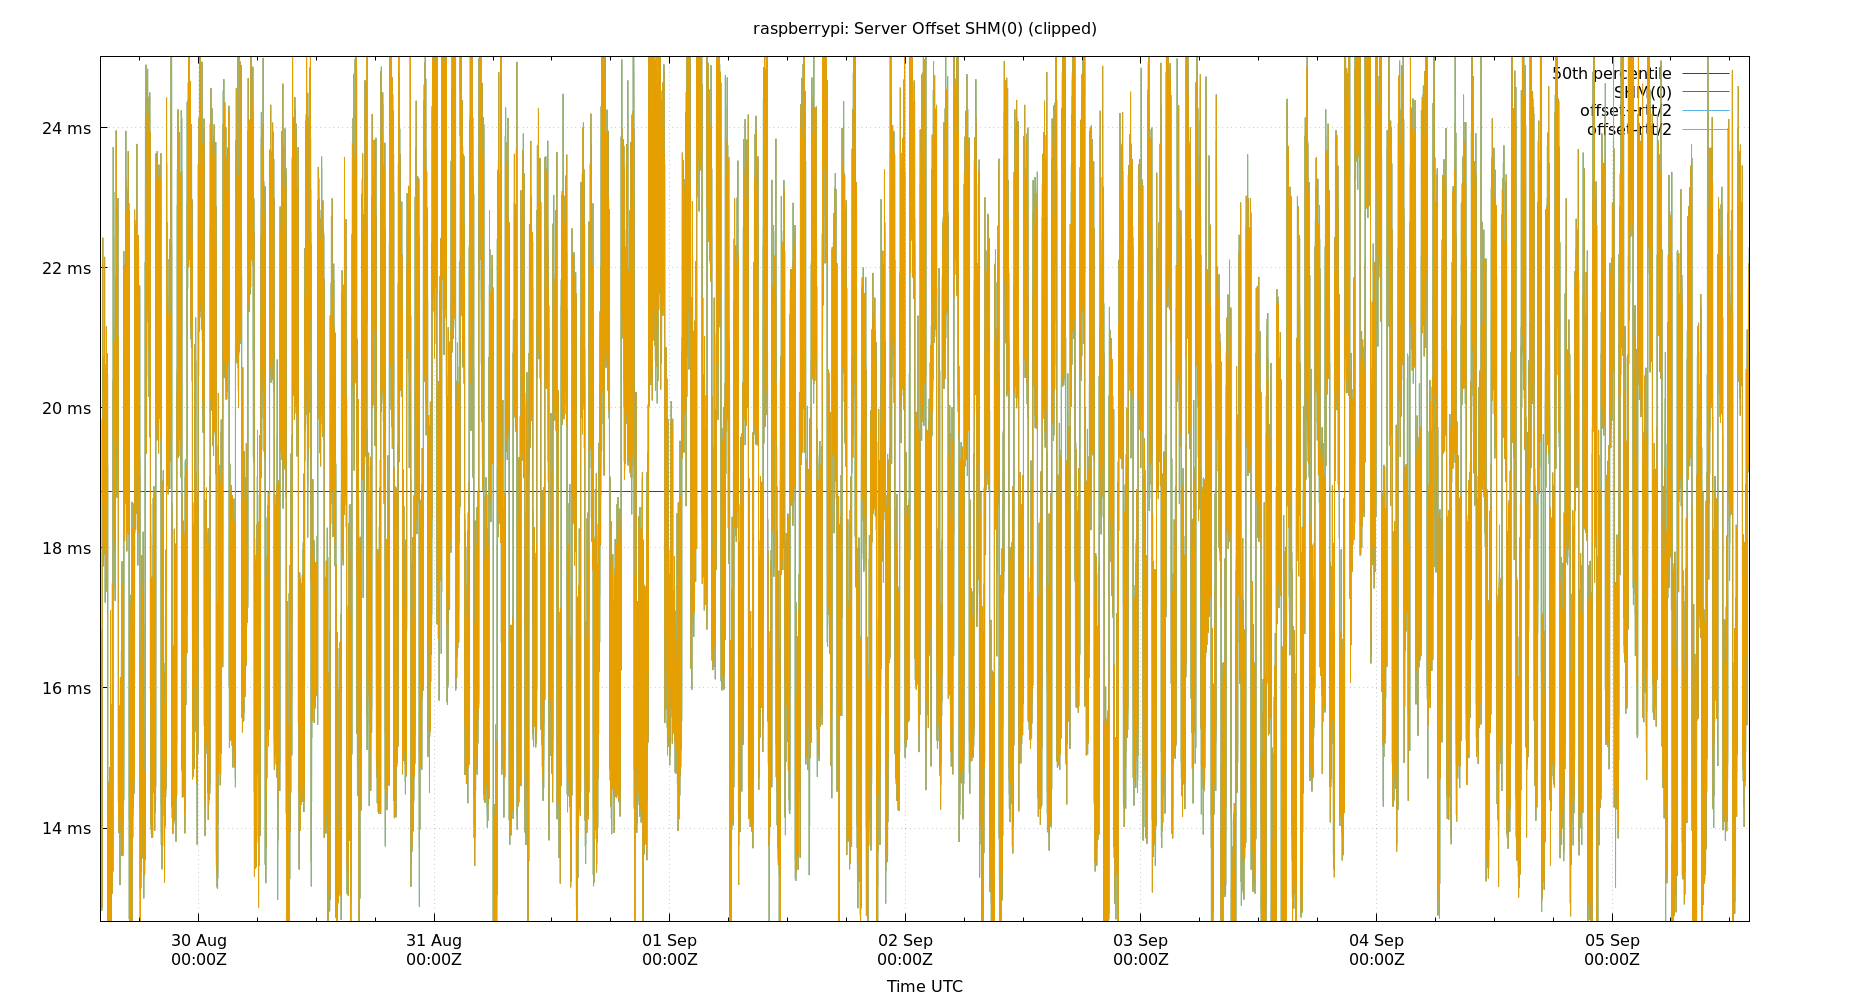 raspberrypi: Server Offset SHM(0) (clipped)
50th percentile
SHM(0)
offset+rtt/2
offset-rtt/2
24 ms
22 ms
20 ms
18 ms
16 ms
14 ms
30 Aug
00:00Z
31 Aug
00:00Z
01 Sep
00:00Z
02 Sep
00:00Z
03 Sep
00:00Z
04 Sep
00:00Z
05 Sep
00:00Z
Time UTC